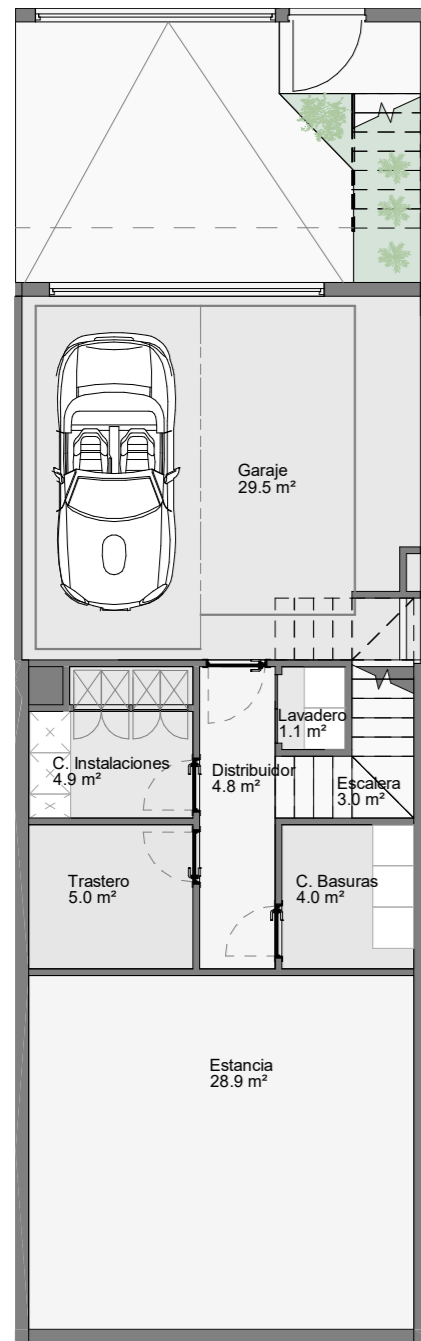 Garaje
29.5 m²
Lavadero
1.1 m²
C. Instalaciones
4.9 m²
Distribuidor
4.8 m²
Escalera
3.0 m²
Trastero
5.0 m²
C. Basuras
4.0 m²
Estancia
28.9 m²